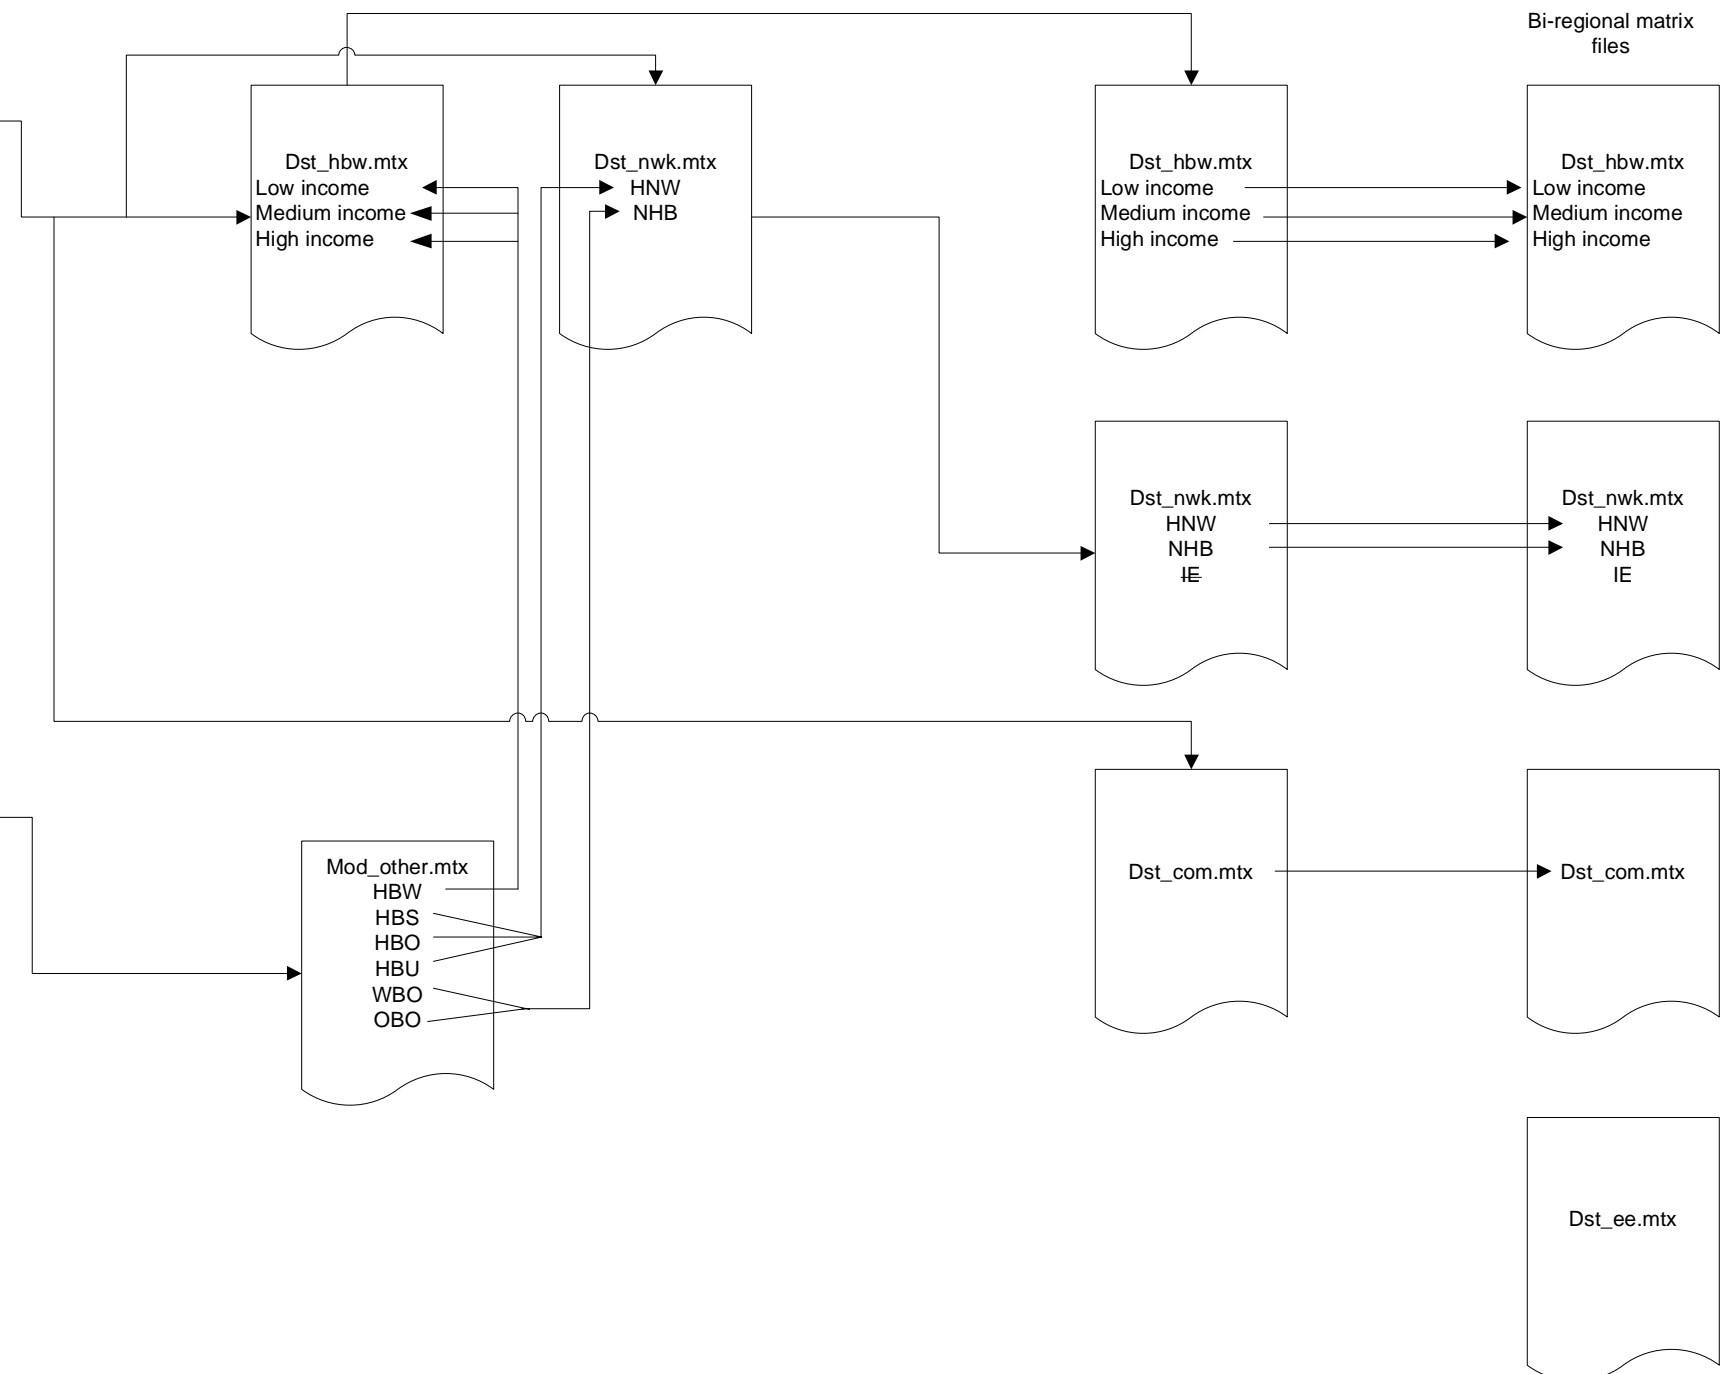 Bi-regional matrix
files
Dst_hbw.mtx
Low income
Medium income
High income
Dst_nwk.mtx
HNW
NHB
Dst_hbw.mtx
Low income
Medium income
High income
Dst_hbw.mtx
Low income
Medium income
High income
Dst_nwk.mtx
HNW
NHB
IE
Dst_nwk.mtx
HNW
NHB
IE
Mod_other.mtx
HBW
HBS
HBO
HBU
WBO
OBO
Dst_com.mtx
Dst_com.mtx
Dst_ee.mtx